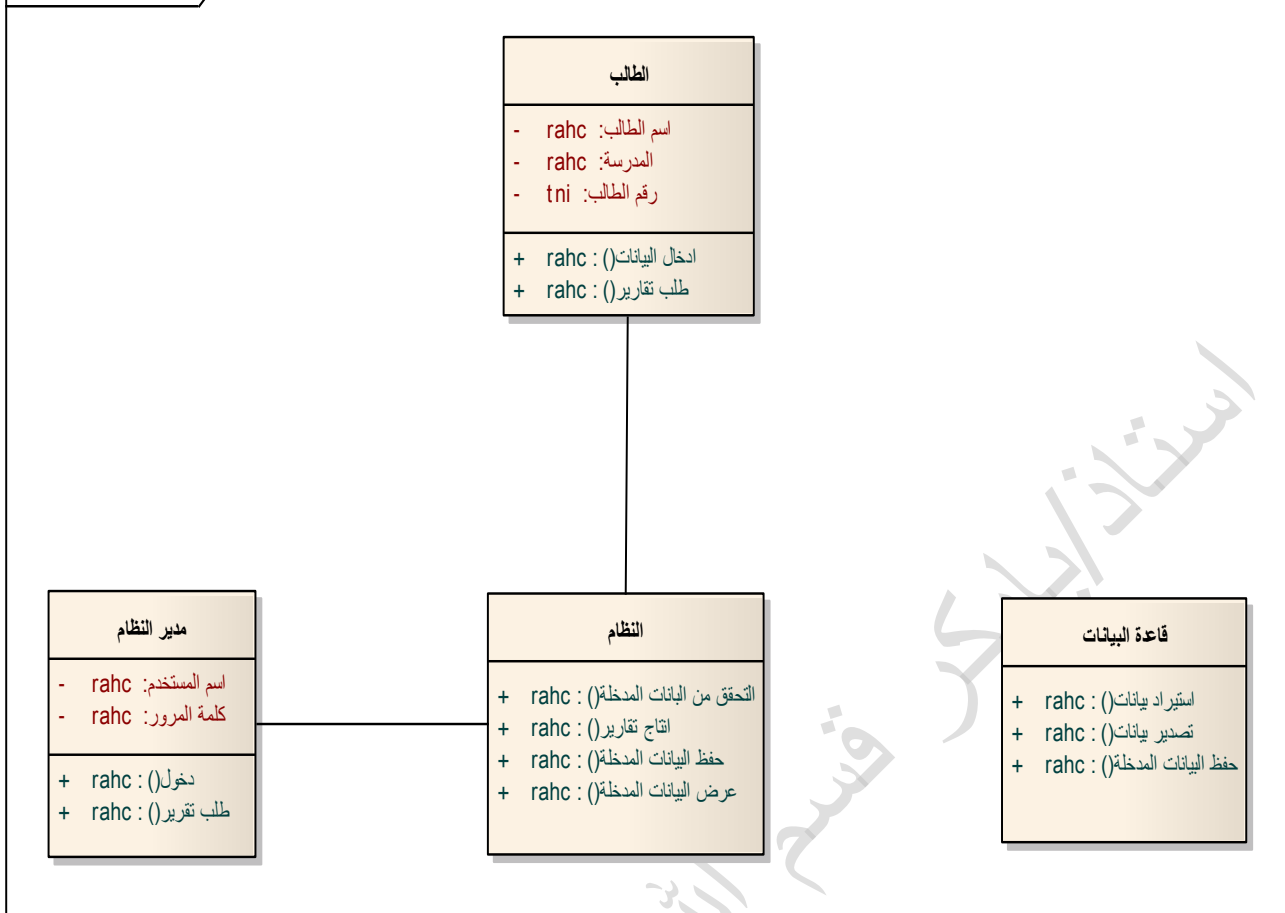 الطالب
- اسم الطالب: rahc
- المدرسة: rahc
- رقم الطالب: tni
+ ادخال البيانات() : rahc
+ طلب تقارير() : rahc
مدير النظام
- اسم المستخدم: rahc
- كلمة المرور: rahc
+ دخول() : rahc
+ طلب تقرير() : rahc
النظام
+ التحقق من البانات المدخلة() : rahc
+ انتاج تقارير() : rahc
+ حفظ البيانات المدخلة() : rahc
+ عرض البيانات المدخلة() : rahc
قاعدة البيانات
+ استيراد بيانات() : rahc
+ تصدير بيانات() : rahc
+ حفظ البيانات المدخلة() : rahc
استاذ/بابكر قسم